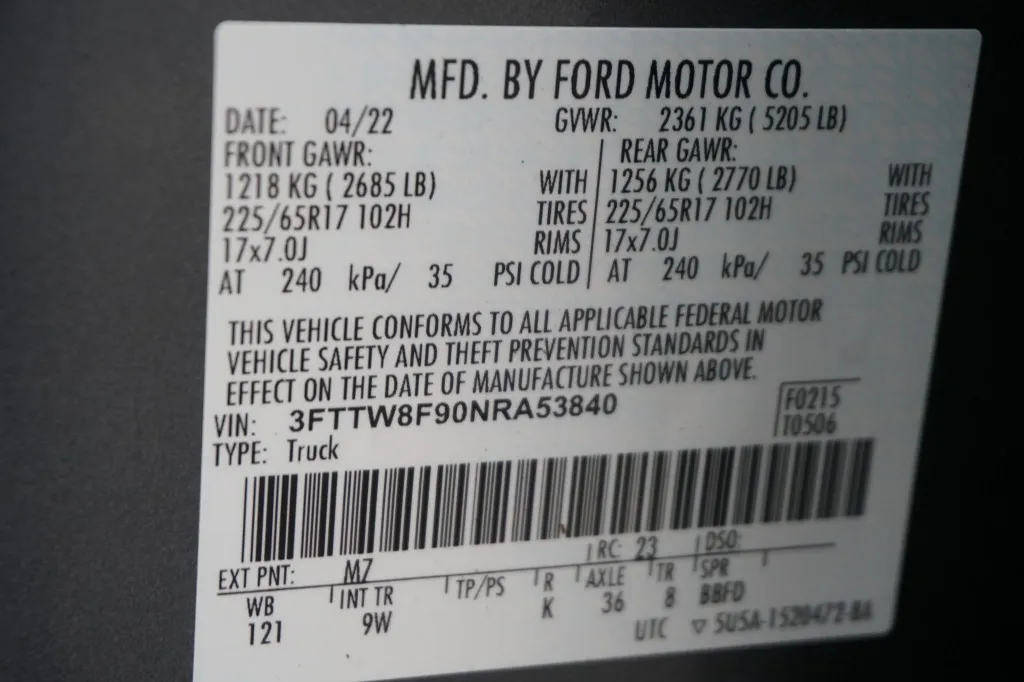 MFD. BY FORD MOTOR CO.
DATE: 04/22 GVWR: 2361 KG ( 5205 LB)
FRONT GAWR: REAR GAWR:
1218 KG ( 2685 LB) WITH 1256 KG ( 2770 LB) WITH
225/65R17 102H TIRES 225/65R17 102H TIRES
17x7.0J RIMS 17x7.0J RIMS
AT 240 kPa/ 35 PSI COLD AT 240 kPa/ 35 PSI COLD
THIS VEHICLE CONFORMS TO ALL APPLICABLE FEDERAL MOTOR
VEHICLE SAFETY AND THEFT PREVENTION STANDARDS IN
EFFECT ON THE DATE OF MANUFACTURE SHOWN ABOVE.
VIN: 3FTTW8F90NRA53840 F0215
TYPE: Truck T0506
EXT PNT: M7 RC: 23 DSO:
WB INT TR TP/PS R AXLE TR SPR
121 9W K 36 8 BBFD
UTC ▽ 5U5A-1520472-BA